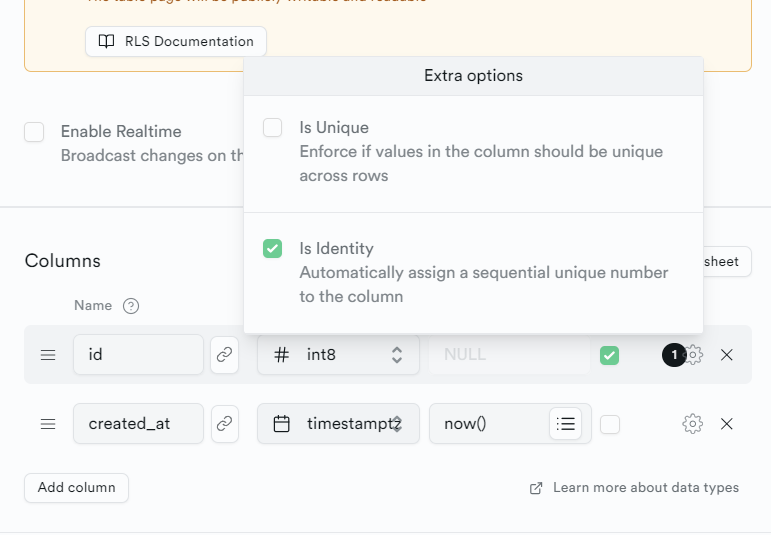 The table page will be publicly writable and readable
RLS Documentation
Extra options
Enable Realtime
Broadcast changes on th
Is Unique
Enforce if values in the column should be unique
across rows
Is Identity
Automatically assign a sequential unique number
to the column
Columns
sheet
Name ?
id
int8
NULL
1
created_at
timestamptz
now()
Add column
Learn more about data types